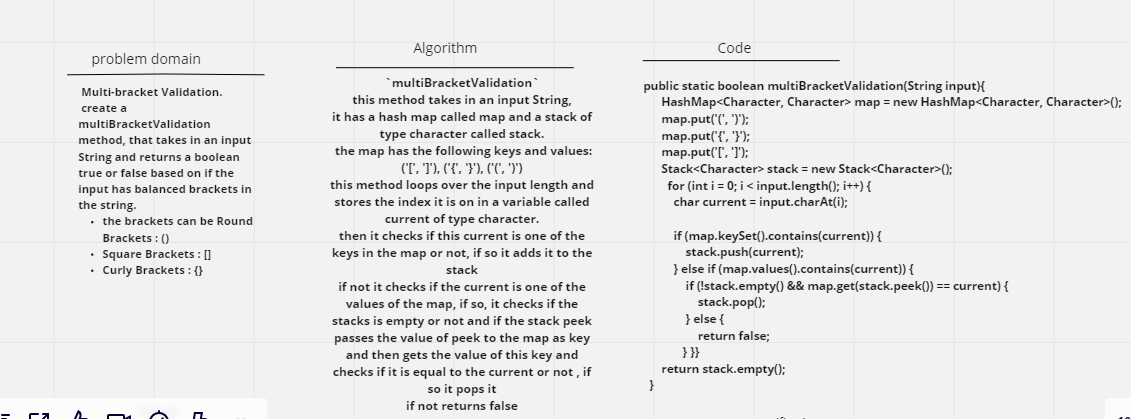 problem domain
Multi-bracket Validation.
create a
multiBracketValidation
method, that takes in an input
String and returns a boolean
true or false based on if the
input has balanced brackets in
the string.
• the brackets can be Round
Brackets : ()
• Square Brackets : []
• Curly Brackets : {}
Algorithm
`multiBracketValidation`
this method takes in an input String,
it has a hash map called map and a stack of
type character called stack.
the map has the following keys and values:
('[', ']'), ('{', '}'), ('(', ')')
this method loops over the input length and
stores the index it is on in a variable called
current of type character.
then it checks if this current is one of the
keys in the map or not, if so it adds it to the
stack
if not it checks if the current is one of the
values of the map, if so, it checks if the
stacks is empty or not and if the stack peek
passes the value of peek to the map as key
and then gets the value of this key and
checks if it is equal to the current or not , if
so it pops it
if not returns false
Code
public static boolean multiBracketValidation(String input){
HashMap<Character, Character> map = new HashMap<Character, Character>();
map.put('(', ')');
map.put('{', '}');
map.put('[', ']');
Stack<Character> stack = new Stack<Character>();
for (int i = 0; i < input.length(); i++) {
char current = input.charAt(i);
if (map.keySet().contains(current)) {
stack.push(current);
} else if (map.values().contains(current)) {
if (!stack.empty() && map.get(stack.peek()) == current) {
stack.pop();
} else {
return false;
} }}
return stack.empty();
}